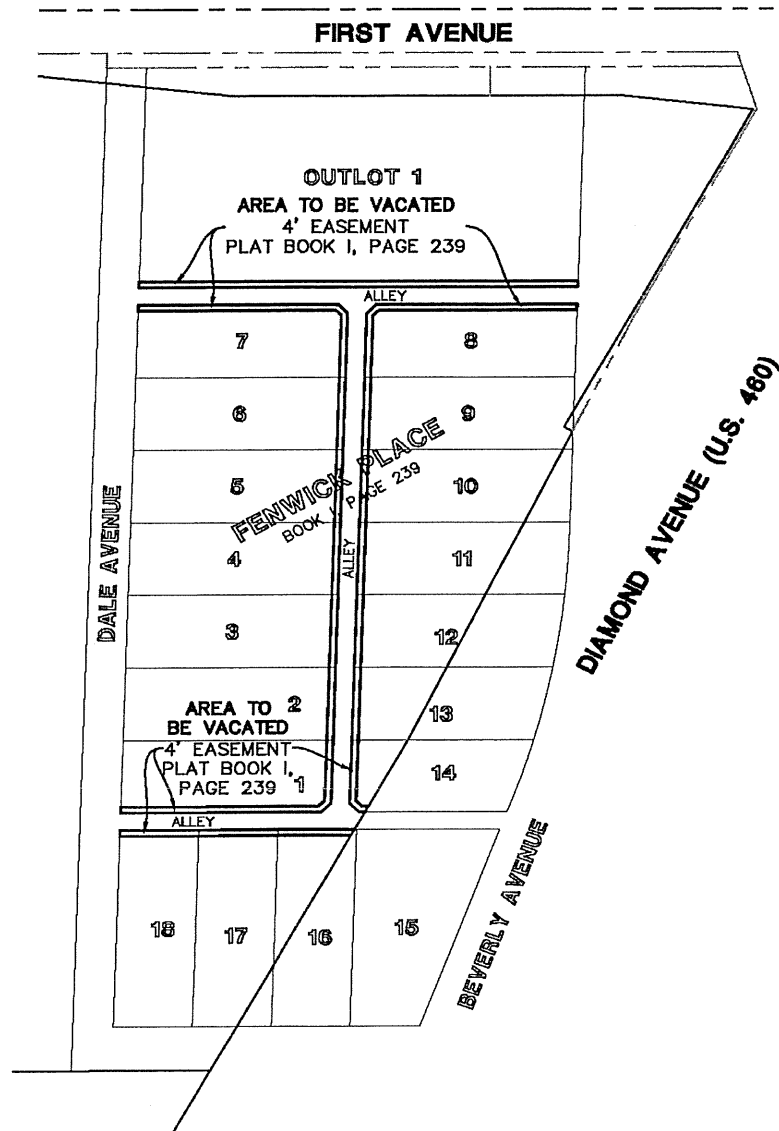 FIRST AVENUE
OUTLOT 1
AREA TO BE VACATED
4' EASEMENT
PLAT BOOK I, PAGE 239
ALLEY
7
8
6
9
FENWICK PLACE
BOOK I, PAGE 239
5
10
4
ALLEY
11
DALE AVENUE
DIAMOND AVENUE (U.S. 460)
3
12
AREA TO
BE VACATED
2
13
4' EASEMENT
PLAT BOOK I,
PAGE 239
1
14
ALLEY
18
17
16
15
BEVERLY AVENUE